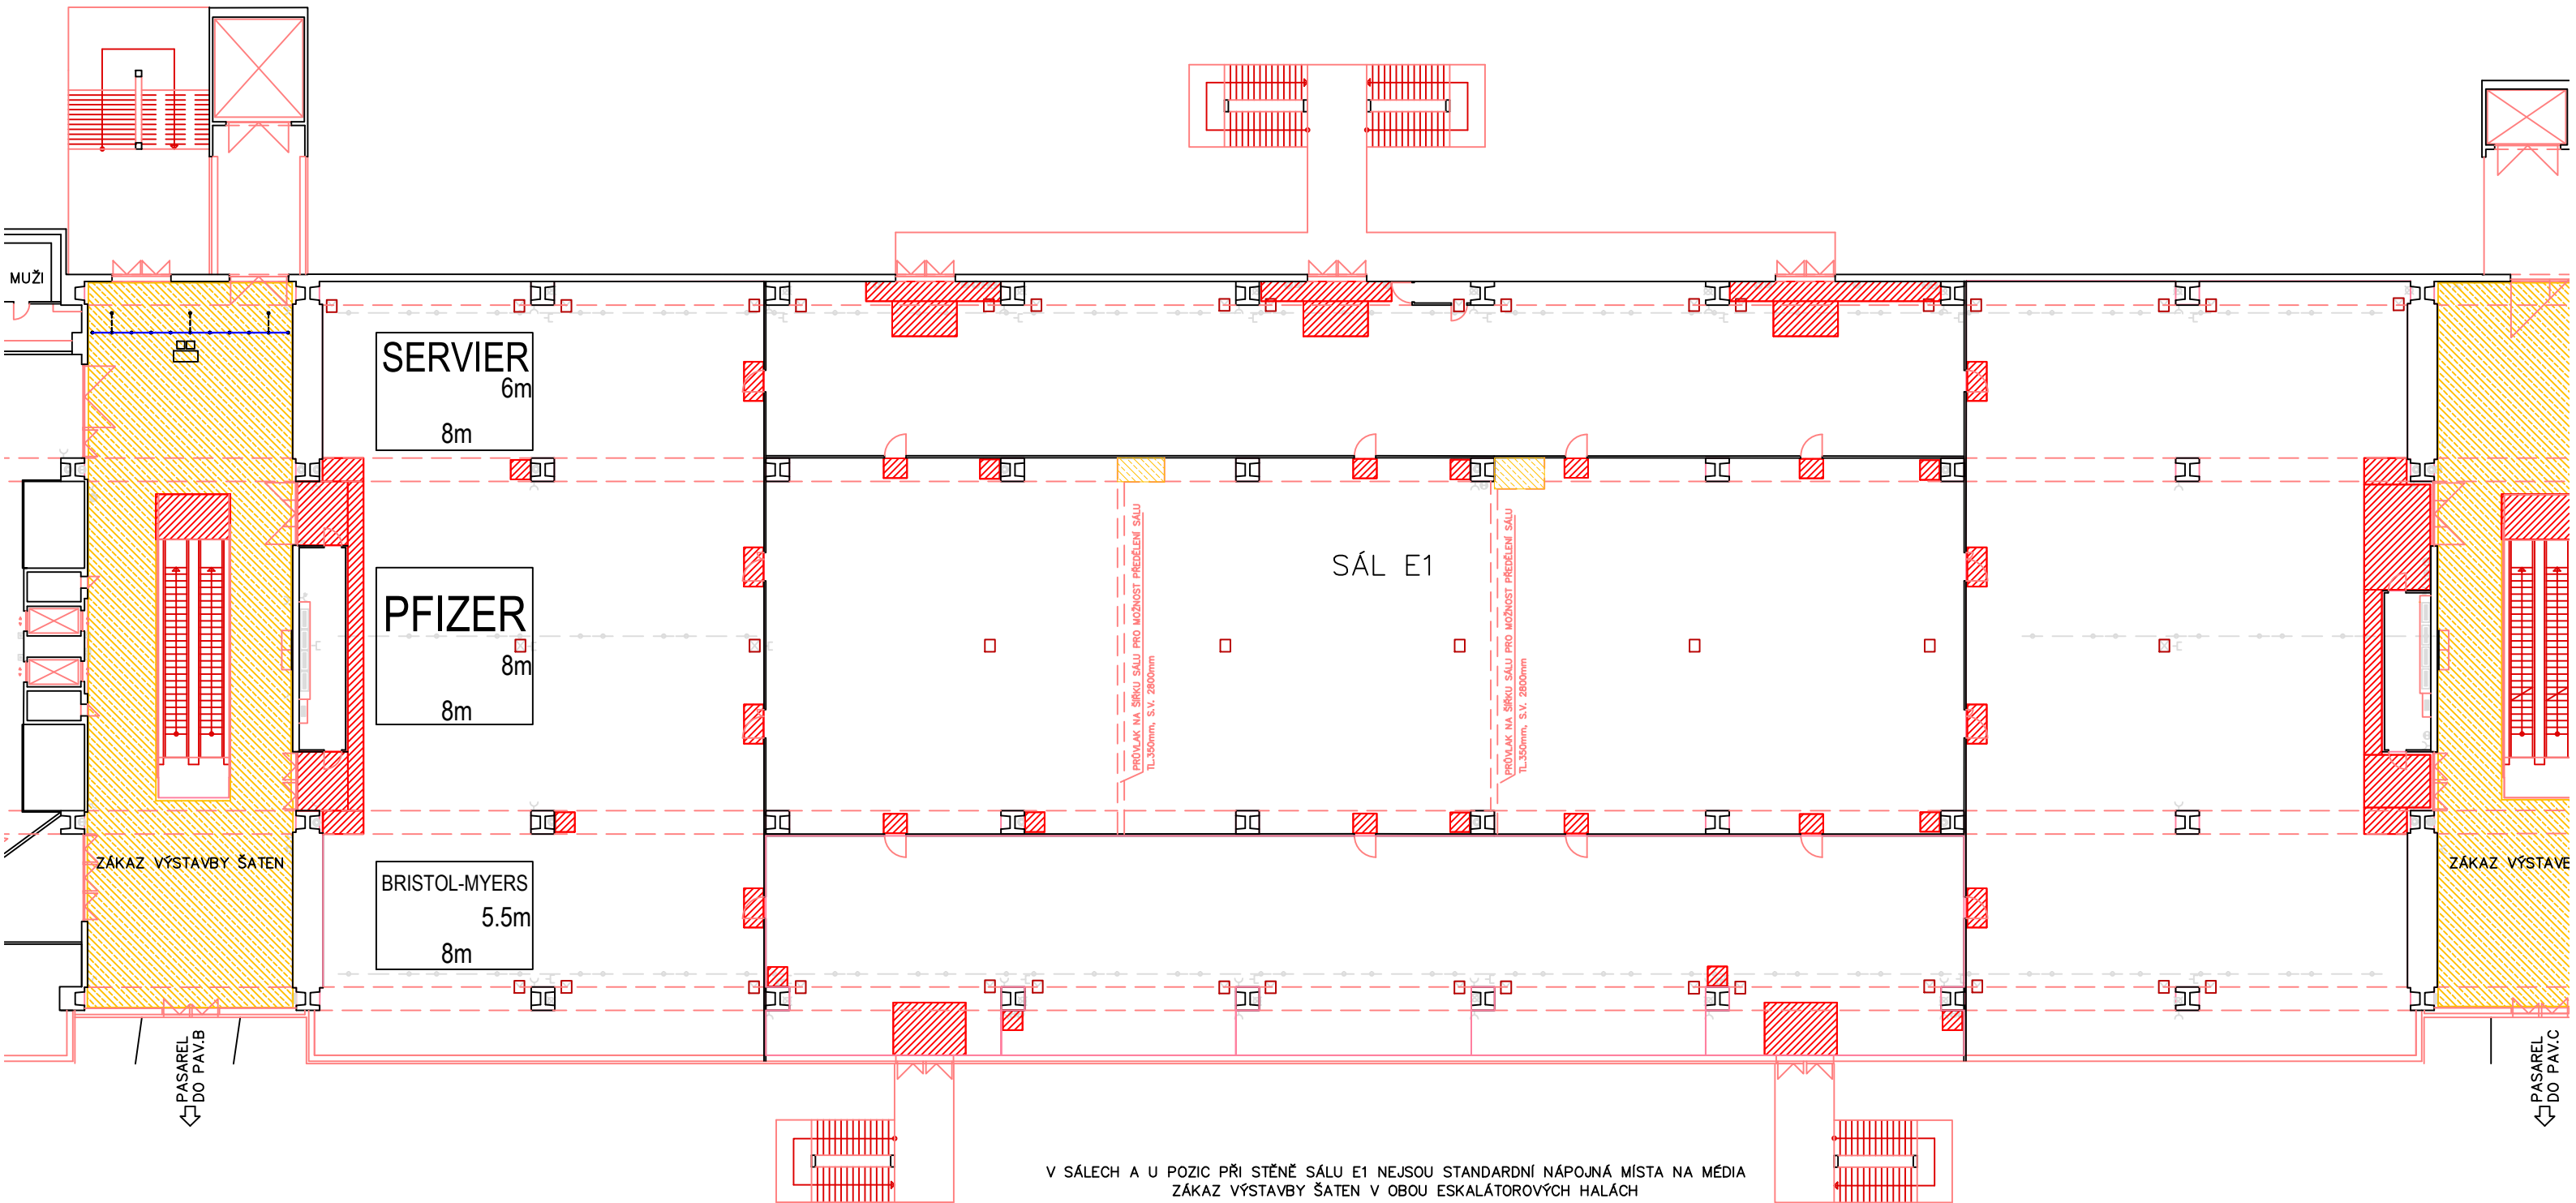 MUŽI
SERVIER
6m
8m
PRŮVLAK NA ŠÍŘKU SÁLU PRO MOŽNOST PŘEDĚLENÍ SÁLU
TL.350mm, S.V. 2800mm
PRŮVLAK NA ŠÍŘKU SÁLU PRO MOŽNOST PŘEDĚLENÍ SÁLU
TL.350mm, S.V. 2800mm
SÁL E1
PFIZER
8m
8m
ZÁKAZ VÝSTAVBY ŠATEN
BRISTOL-MYERS
5.5m
8m
ZÁKAZ VÝSTAVB
PASAREL
DO PAV.B
PASAREL
DO PAV.C
V SÁLECH A U POZIC PŘI STĚNĚ SÁLU E1 NEJSOU STANDARDNÍ NÁPOJNÁ MÍSTA NA MÉDIA
ZÁKAZ VÝSTAVBY ŠATEN V OBOU ESKALÁTOROVÝCH HALÁCH